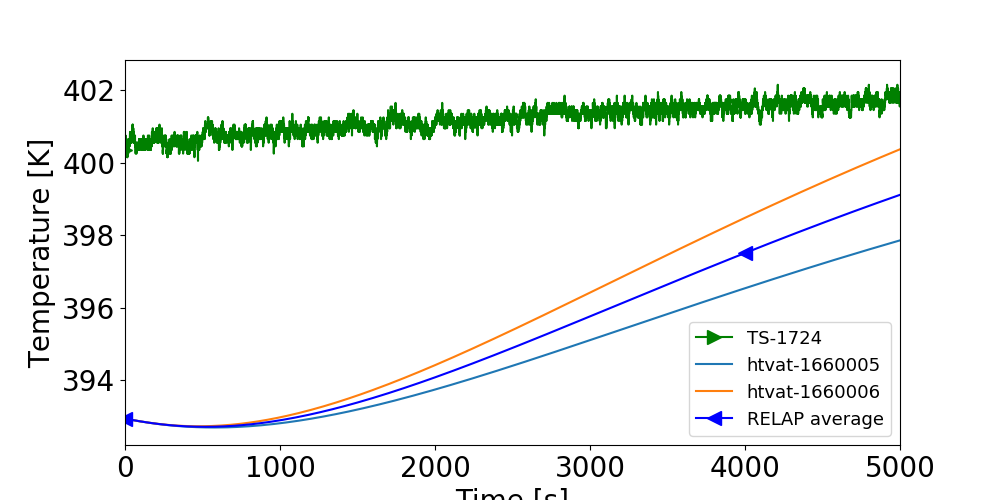 Temperature [K]
402
400
398
396
394
0 1000 2000 3000 4000 5000
Time [s]
TS-1724
htvat-1660005
htvat-1660006
RELAP average